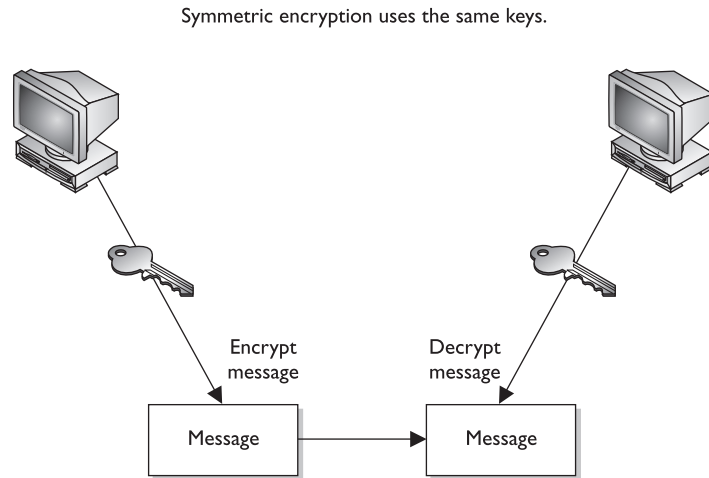 Symmetric encryption uses the same keys.
Encrypt
message
Decrypt
message
Message
Message